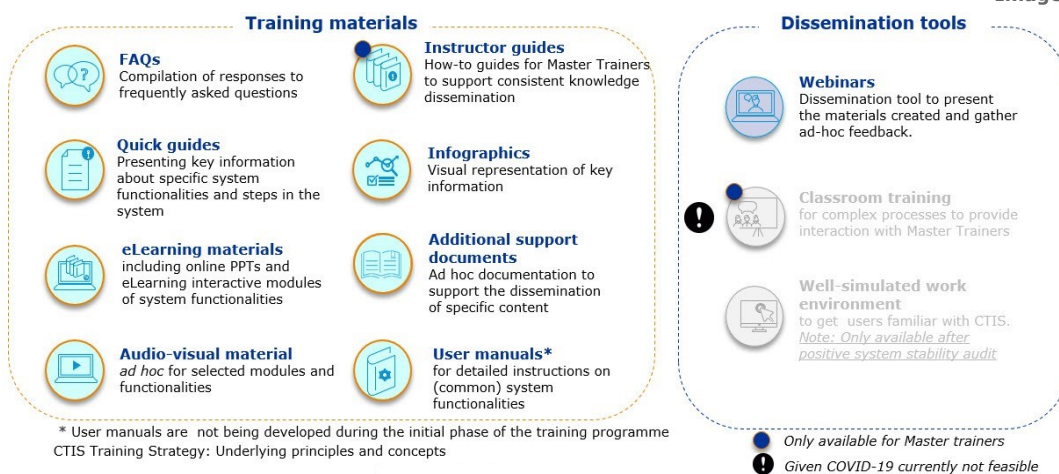 Training materials
FAQs
Compilation of responses to
frequently asked questions
Quick guides
Presenting key information
about specific system
functionalities and steps in the
system
eLearning materials
including online PPTs and
eLearning interactive modules
of system functionalities
Audio-visual material
ad hoc for selected modules and
functionalities
Instructor guides
How-to guides for Master Trainers
to support consistent knowledge
dissemination
Infographics
Visual representation of key
information
Additional support
documents
Ad hoc documentation to
support the dissemination
of specific content
User manuals*
for detailed instructions on
(common) system
functionalities
* User manuals are not being developed during the initial phase of the training programme
CTIS Training Strategy: Underlying principles and concepts
Dissemination tools
Webinars
Dissemination tool to present
the materials created and gather
ad-hoc feedback.
Classroom training
for complex processes to provide
interaction with Master Trainers
Well-simulated work
environment
to get users familiar with CTIS.
Note: Only available after
positive system stability audit
Only available for Master trainers
Given COVID-19 currently not feasible